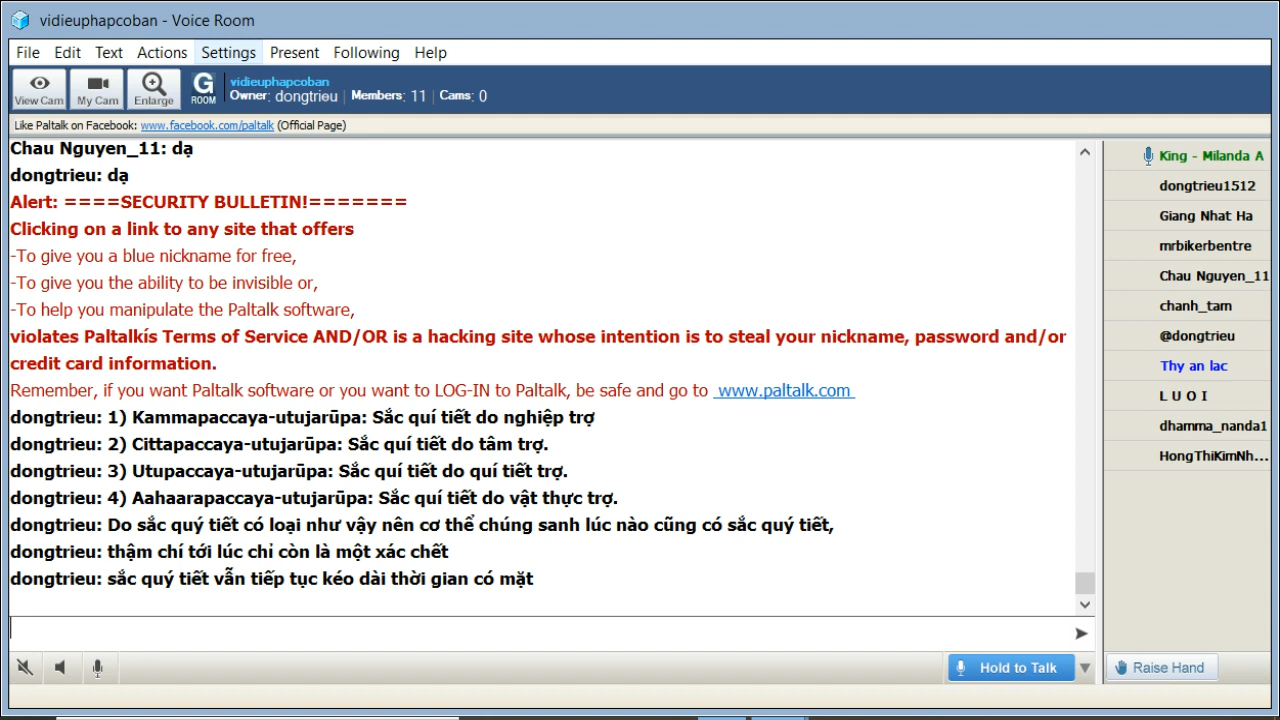 vidieuphapcoban - Voice Room
File Edit Text Actions Settings Present Following Help
View Cam My Cam Enlarge G ROOM
vidieuphapcoban
Owner: dongtrieu | Members: 11 | Cams: 0
Like Paltalk on Facebook: www.facebook.com/paltalk (Official Page)
Chau Nguyen_11: dạ
dongtrieu: dạ
Alert: ====SECURITY BULLETIN!=======
Clicking on a link to any site that offers
-To give you a blue nickname for free,
-To give you the ability to be invisible or,
-To help you manipulate the Paltalk software,
violates Paltalkís Terms of Service AND/OR is a hacking site whose intention is to steal your nickname, password and/or
credit card information.
Remember, if you want Paltalk software or you want to LOG-IN to Paltalk, be safe and go to www.paltalk.com
dongtrieu: 1) Kammapaccaya-utujarūpa: Sắc quí tiết do nghiệp trợ
dongtrieu: 2) Cittapaccaya-utujarūpa: Sắc quí tiết do tâm trợ.
dongtrieu: 3) Utupaccaya-utujarūpa: Sắc quí tiết do quí tiết trợ.
dongtrieu: 4) Aahaarapaccaya-utujarūpa: Sắc quí tiết do vật thực trợ.
dongtrieu: Do sắc quý tiết có loại như vậy nên cơ thể chúng sanh lúc nào cũng có sắc quý tiết,
dongtrieu: thậm chí tới lúc chỉ còn là một xác chết
dongtrieu: sắc quý tiết vẫn tiếp tục kéo dài thời gian có mặt
King - Milanda A
dongtrieu1512
Giang Nhat Ha
mrbikerbentre
Chau Nguyen_11
chanh_tam
@dongtrieu
Thy an lac
L U O I
dhamma_nanda1
HongThiKimNh...
Hold to Talk
Raise Hand